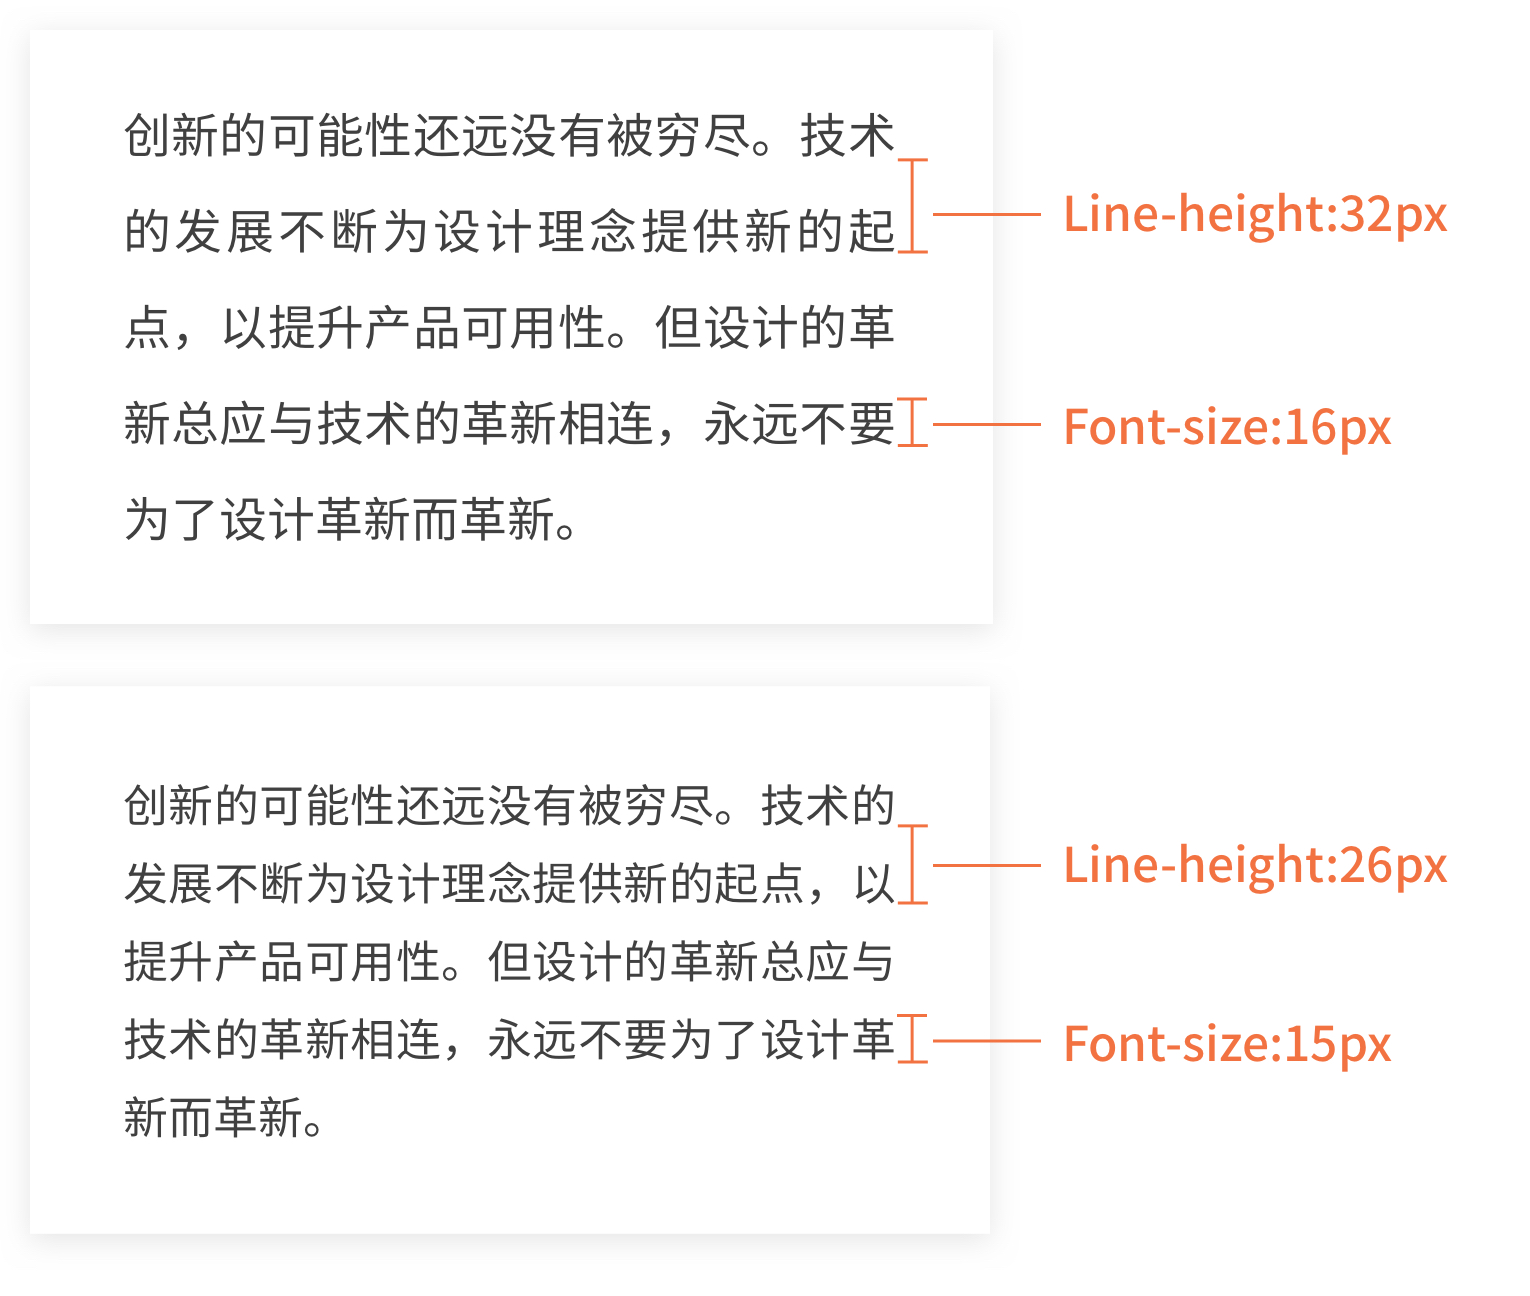 创新的可能性还远没有被穷尽。技术
的发展不断为设计理念提供新的起
点，以提升产品可用性。但设计的革
新总应与技术的革新相连，永远不要
为了设计革新而革新。
Line-height:32px
Font-size:16px
创新的可能性还远没有被穷尽。技术的
发展不断为设计理念提供新的起点，以
提升产品可用性。但设计的革新总应与
技术的革新相连，永远不要为了设计革
新而革新。
Line-height:26px
Font-size:15px